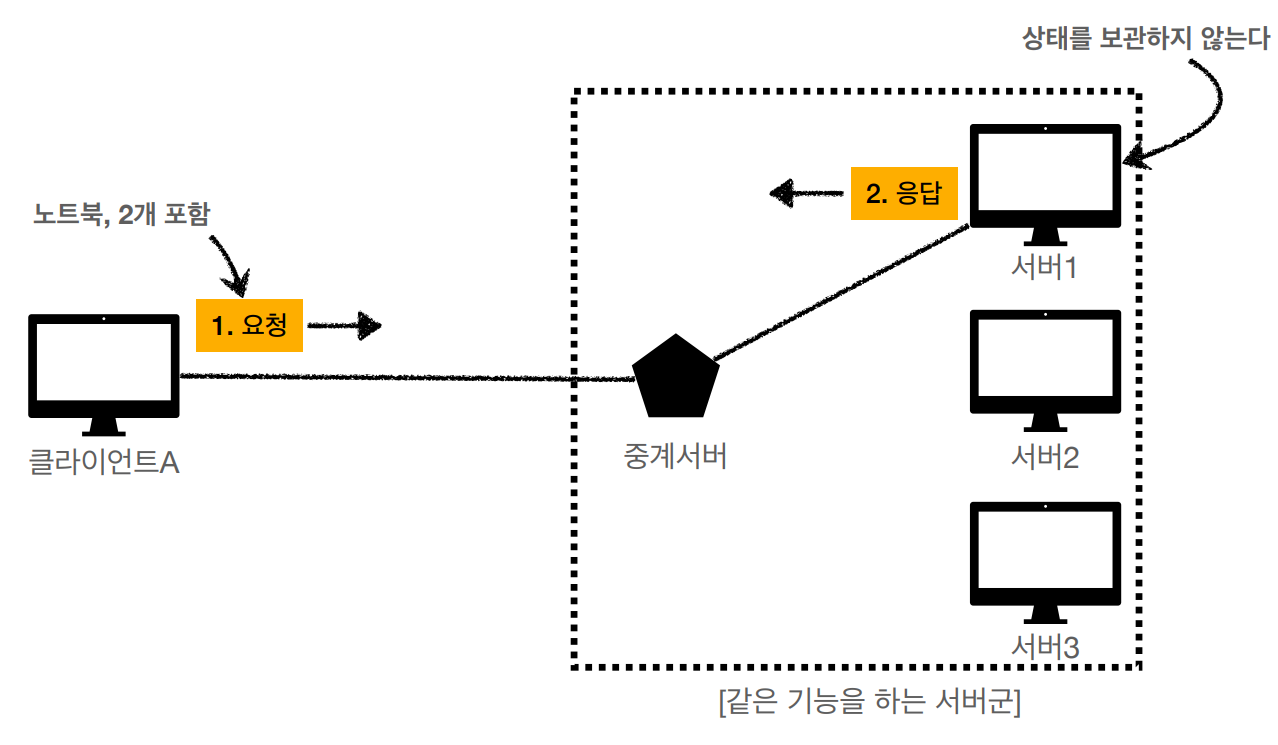 상태를 보관하지 않는다
노트북, 2개 포함
1. 요청
2. 응답
클라이언트A
중계서버
서버1
서버2
서버3
[같은 기능을 하는 서버군]